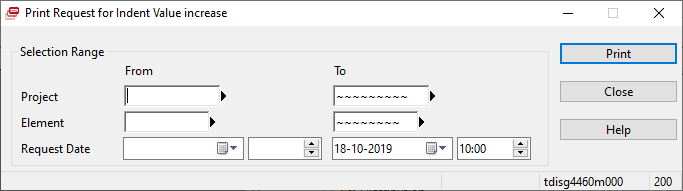 Print Request for Indent Value increase
Selection Range
From To
Project ~~~~~~~~~
Element ~~~~~~~~
Request Date 18-10-2019 10:00
Print
Close
Help
tdisg4460m000 200